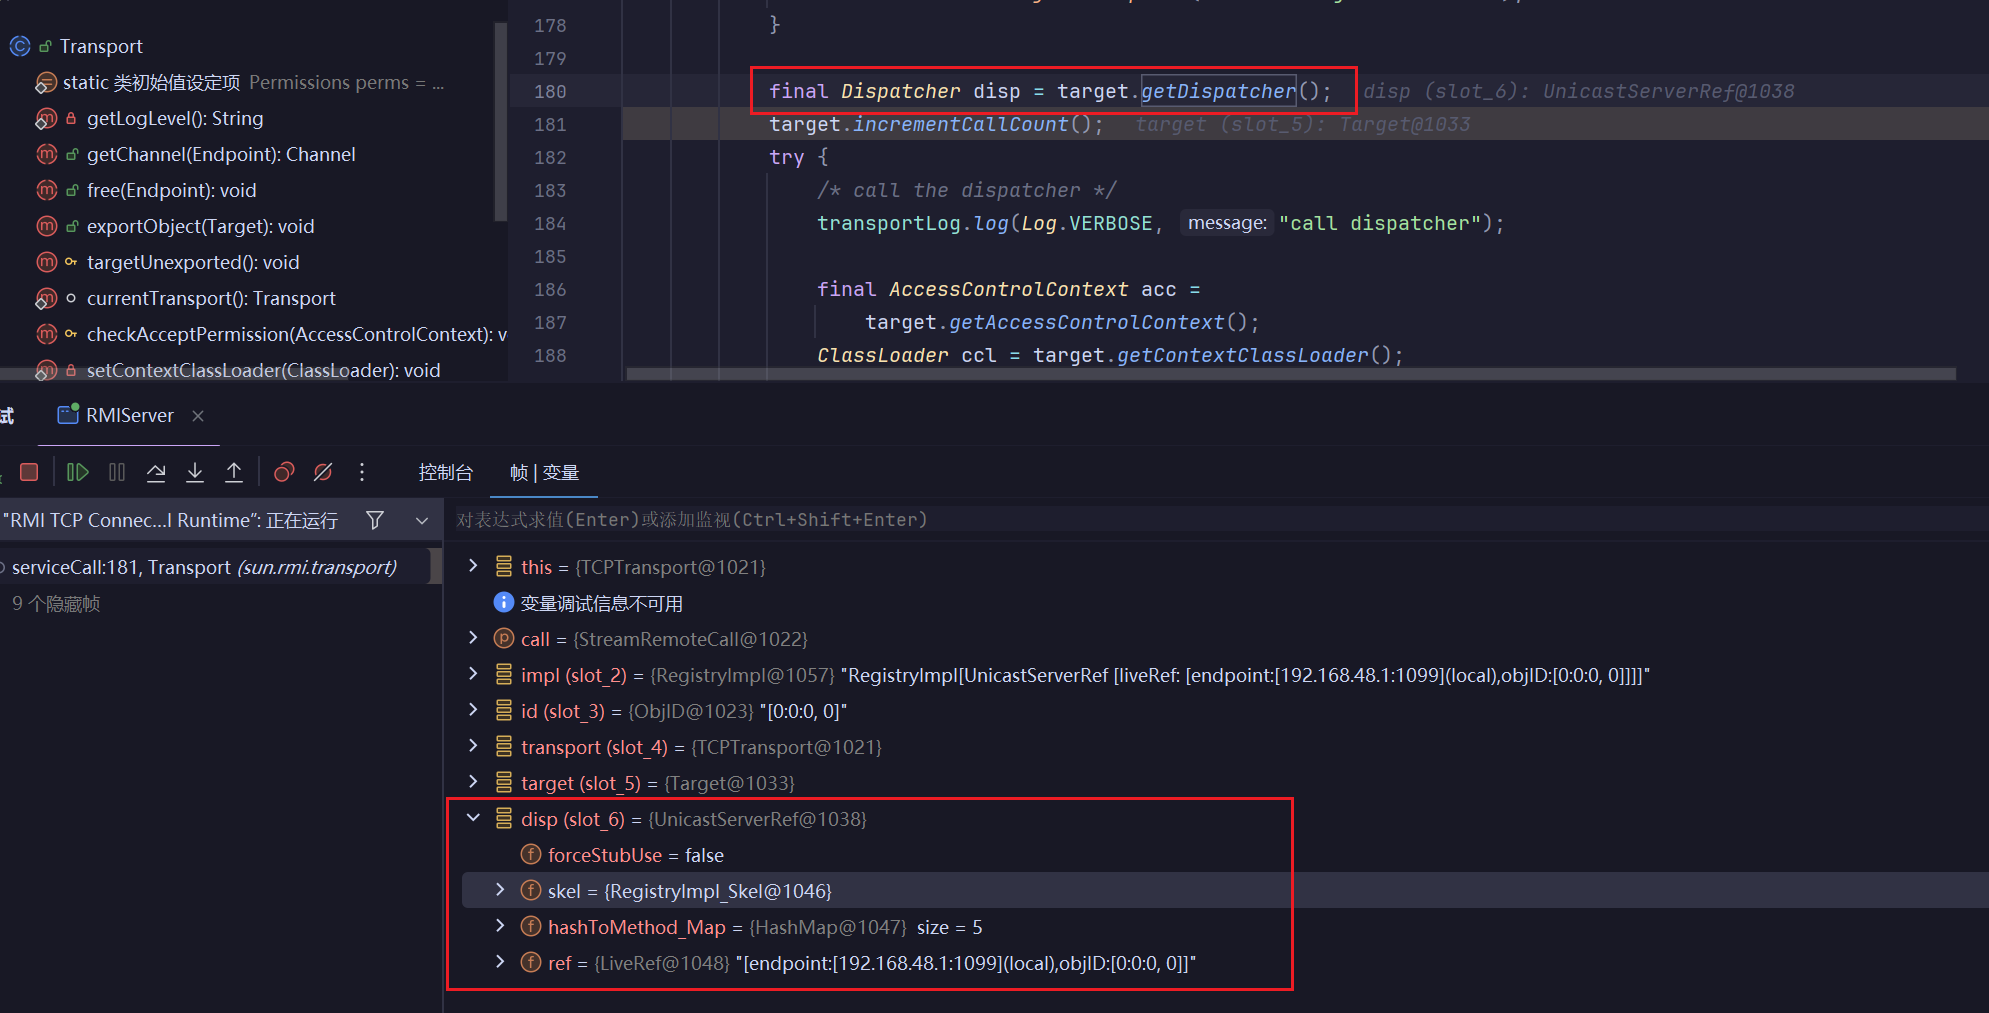 Transport
static 类初始值设定项 Permissions perms = ...
getLogLevel(): String
getChannel(Endpoint): Channel
free(Endpoint): void
exportObject(Target): void
targetUnexported(): void
currentTransport(): Transport
checkAcceptPermission(AccessControlContext): v
setContextClassLoader(ClassLoader): void
178 }
179
180 final Dispatcher disp = target.getDispatcher(); disp (slot_6): UnicastServerRef@1038
181 target.incrementCallCount(); target (slot_5): Target@1033
182 try {
183 /* call the dispatcher */
184 transportLog.log(Log.VERBOSE, message: "call dispatcher");
185
186 final AccessControlContext acc =
187 target.getAccessControlContext();
188 ClassLoader ccl = target.getContextClassLoader();
试 RMIServer
控制台 帧 | 变量
"RMI TCP Connec...l Runtime": 正在运行
对表达式求值(Enter)或添加监视(Ctrl+Shift+Enter)
serviceCall:181, Transport (sun.rmi.transport)
9 个隐藏帧
this = {TCPTransport@1021}
变量调试信息不可用
call = {StreamRemoteCall@1022}
impl (slot_2) = {RegistryImpl@1057} "RegistryImpl[UnicastServerRef [liveRef: [endpoint:[192.168.48.1:1099](local),objID:[0:0:0, 0]]]]"
id (slot_3) = {ObjID@1023} "[0:0:0, 0]"
transport (slot_4) = {TCPTransport@1021}
target (slot_5) = {Target@1033}
disp (slot_6) = {UnicastServerRef@1038}
forceStubUse = false
skel = {RegistryImpl_Skel@1046}
hashToMethod_Map = {HashMap@1047} size = 5
ref = {LiveRef@1048} "[endpoint:[192.168.48.1:1099](local),objID:[0:0:0, 0]]"